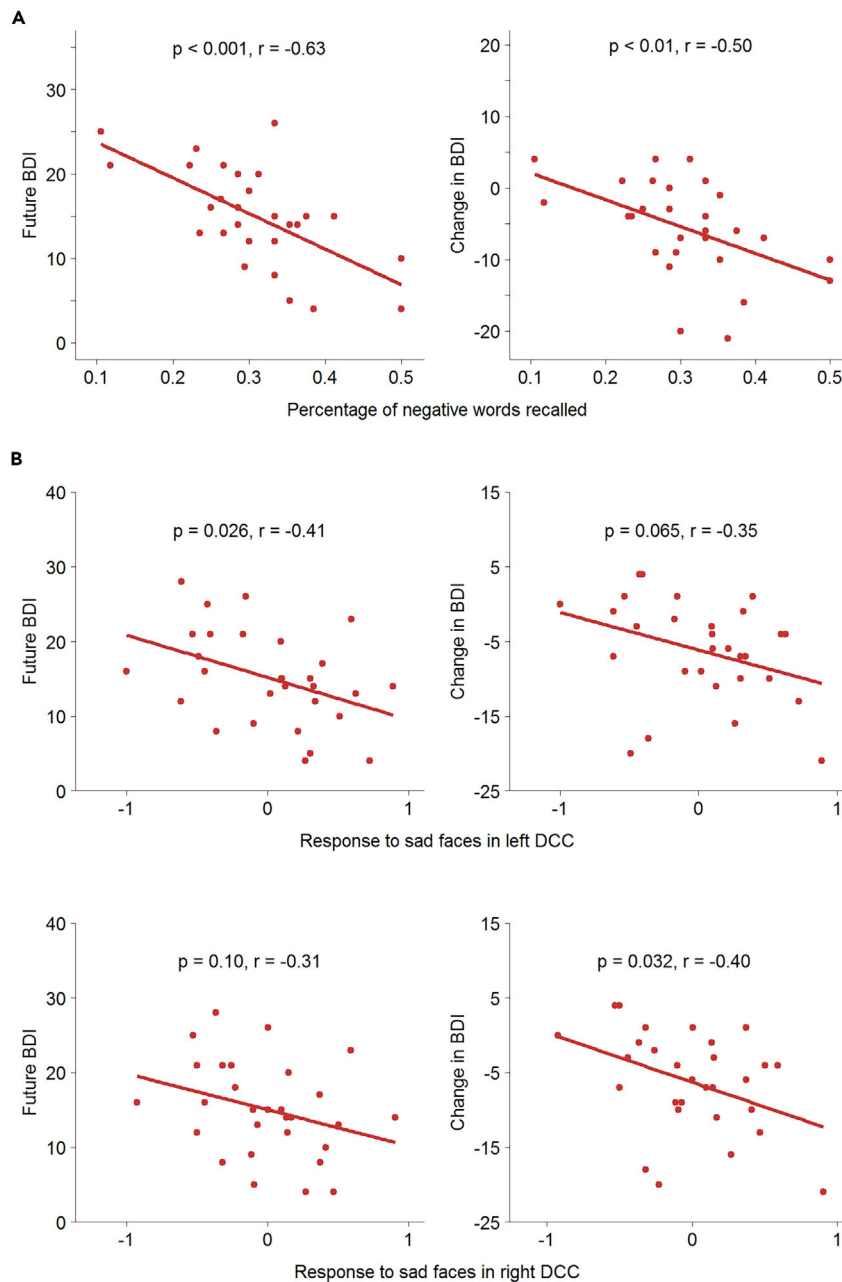 A
p < 0.001, r = -0.63
Future BDI
30
20
10
0
0.1 0.2 0.3 0.4 0.5
p < 0.01, r = -0.50
Change in BDI
20
10
0
-10
-20
0.1 0.2 0.3 0.4 0.5
Percentage of negative words recalled
B
p = 0.026, r = -0.41
Future BDI
40
30
20
10
0
-1 0 1
p = 0.065, r = -0.35
Change in BDI
15
5
-5
-15
-25
-1 0 1
Response to sad faces in left DCC
p = 0.10, r = -0.31
Future BDI
40
30
20
10
0
-1 0 1
p = 0.032, r = -0.40
Change in BDI
15
5
-5
-15
-25
-1 0 1
Response to sad faces in right DCC